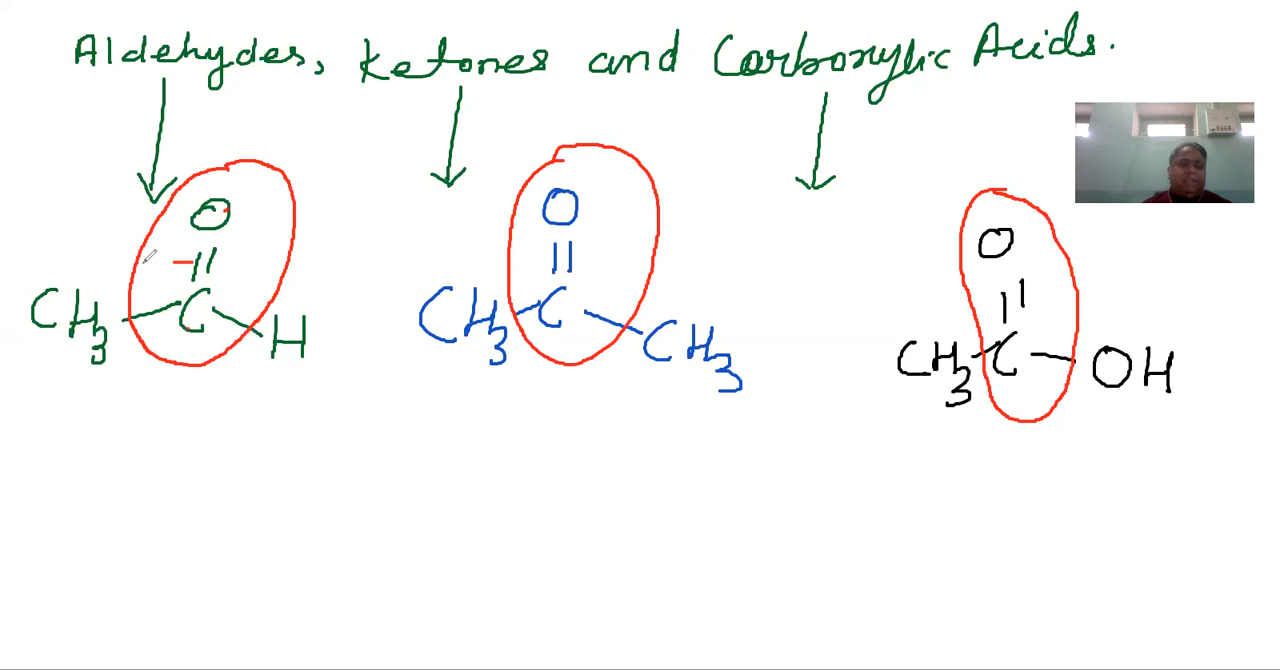 Aldehydes, Ketones and Carboxylic Acids.
O O O
|| || ||
CH3 — C — H CH3 — C — CH3 CH3 — C — OH